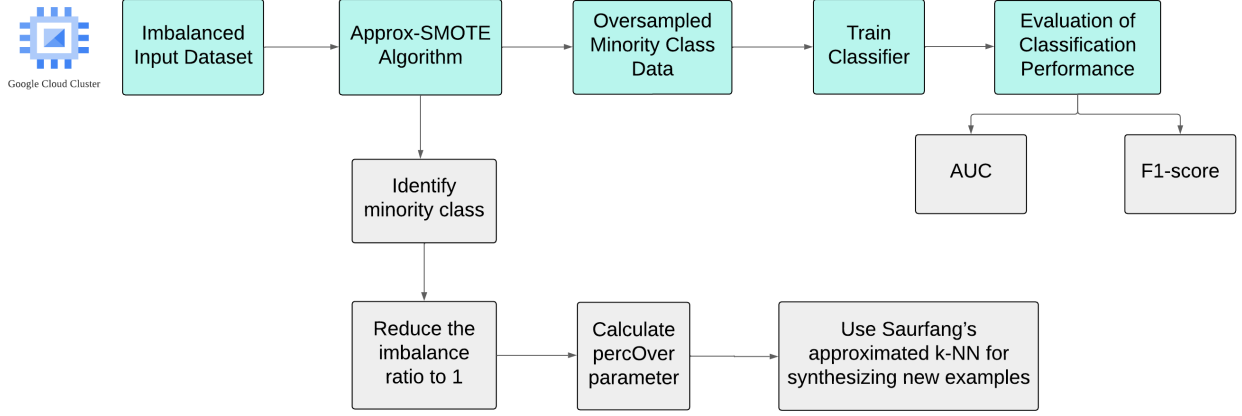 Google Cloud Cluster
Imbalanced
Input Dataset
Approx-SMOTE
Algorithm
Oversampled
Minority Class
Data
Train
Classifier
Evaluation of
Classification
Performance
AUC
F1-score
Identify
minority class
Reduce the
imbalance
ratio to 1
Calculate
percOver
parameter
Use Saurfang’s
approximated k-NN for
synthesizing new examples